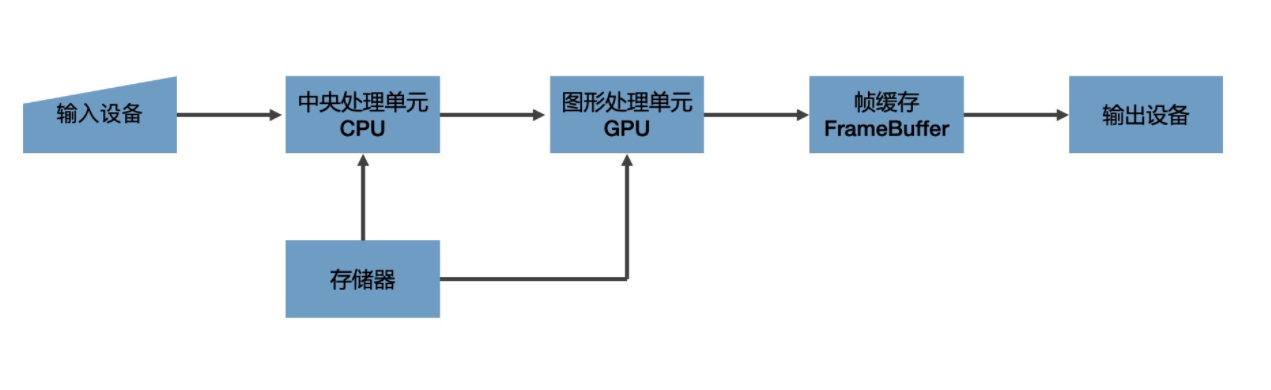 输入设备
中央处理单元
CPU
图形处理单元
GPU
帧缓存
FrameBuffer
输出设备
存储器